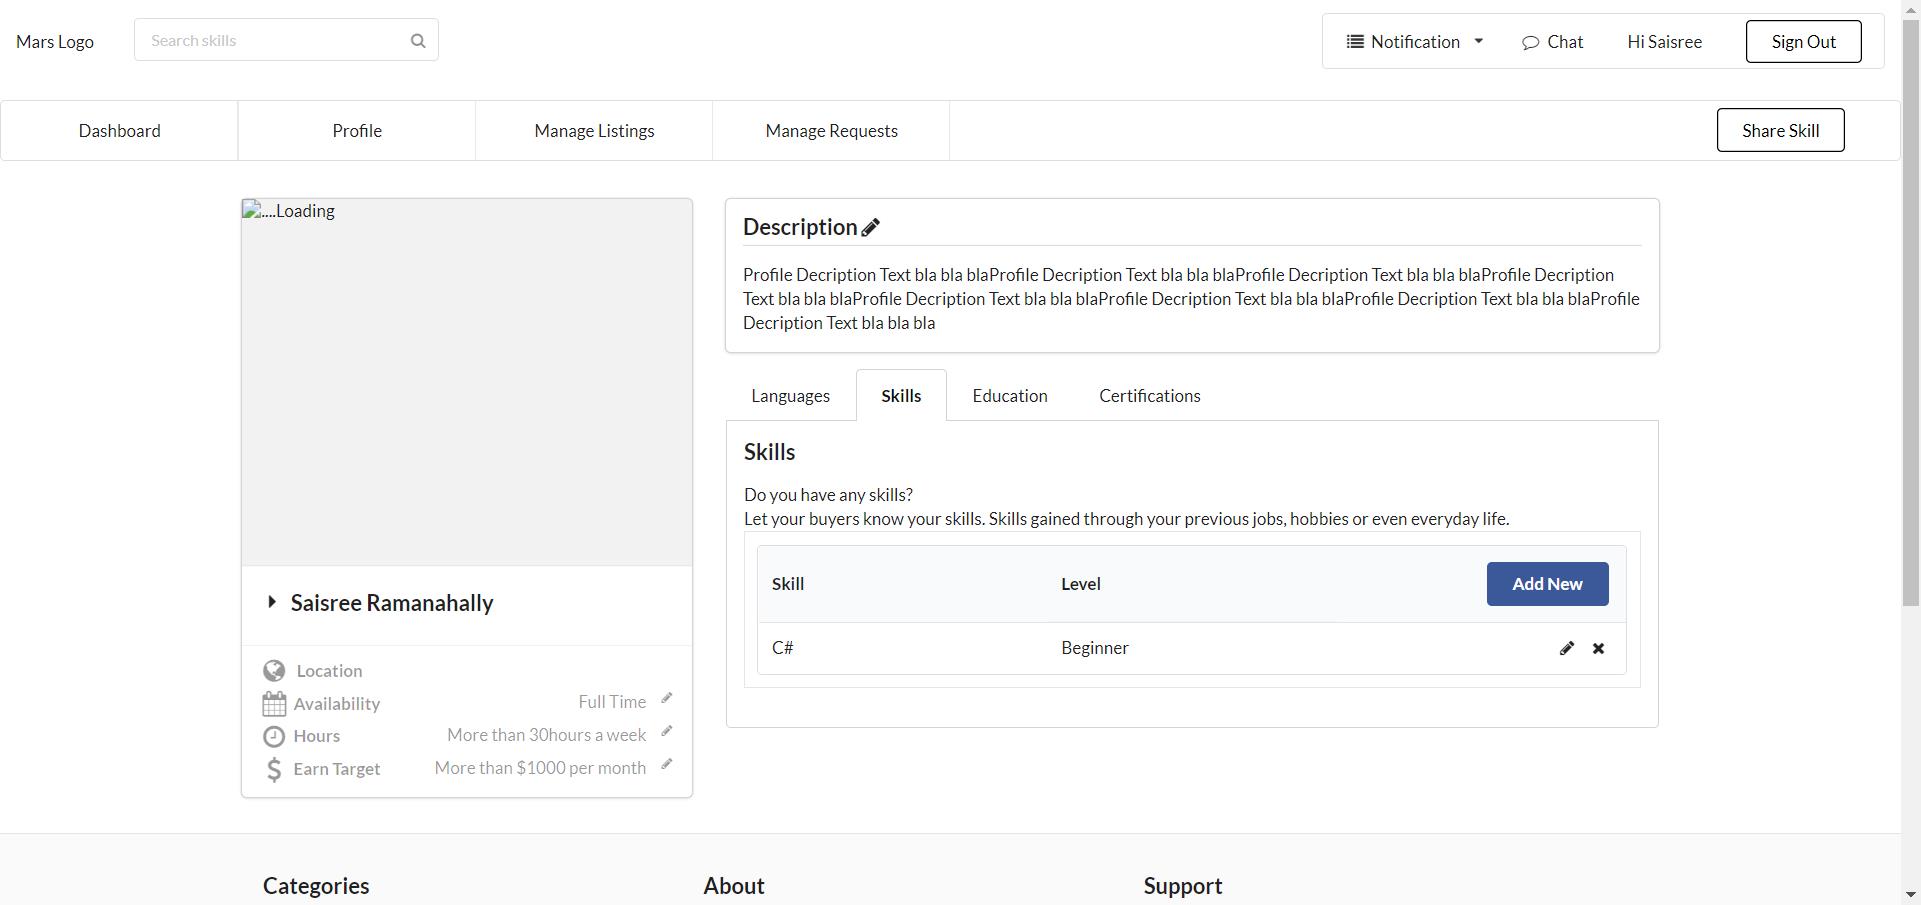 Mars Logo
Search skills
Notification
Chat
Hi Saisree
Sign Out
Dashboard
Profile
Manage Listings
Manage Requests
Share Skill
....Loading
Saisree Ramanahally
Location
Availability
Full Time
Hours
More than 30hours a week
Earn Target
More than $1000 per month
Description
Profile Decription Text bla bla blaProfile Decription Text bla bla blaProfile Decription Text bla bla blaProfile Decription
Text bla bla blaProfile Decription Text bla bla blaProfile Decription Text bla bla blaProfile Decription Text bla bla blaProfile
Decription Text bla bla bla
Languages
Skills
Education
Certifications
Skills
Do you have any skills?
Let your buyers know your skills. Skills gained through your previous jobs, hobbies or even everyday life.
Skill
Level
Add New
C#
Beginner
Categories
About
Support